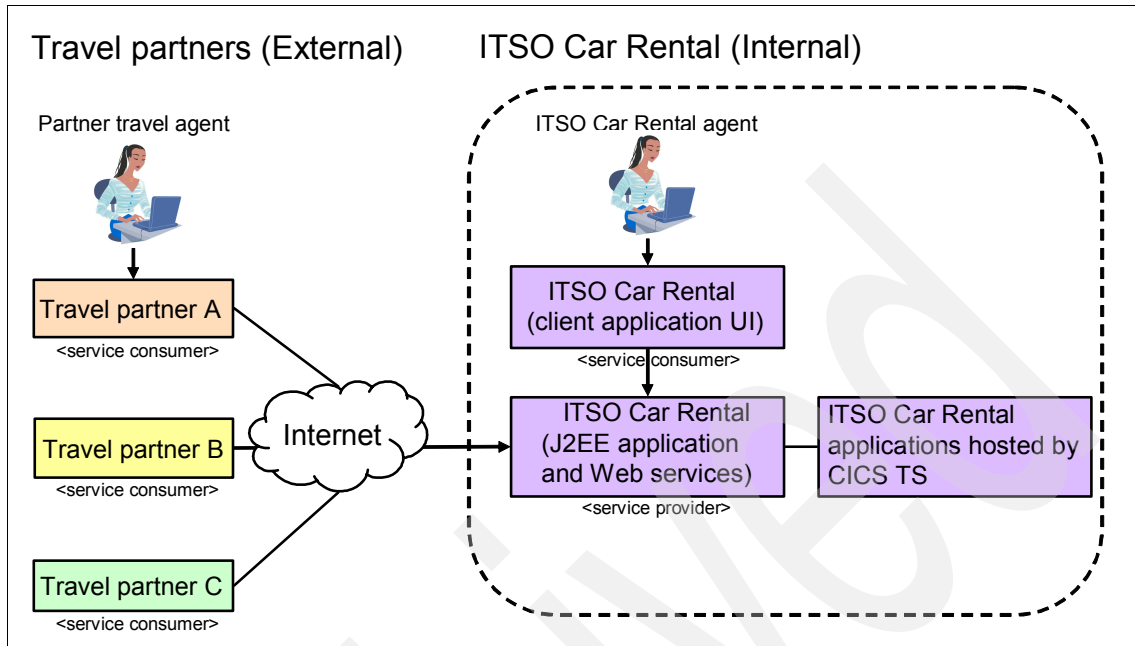 Travel partners (External)
ITSO Car Rental (Internal)
Partner travel agent
ITSO Car Rental agent
Travel partner A
<service consumer>
ITSO Car Rental
(client application UI)
<service consumer>
Travel partner B
<service consumer>
Internet
ITSO Car Rental
(J2EE application
and Web services)
<service provider>
ITSO Car Rental
applications hosted by
CICS TS
Travel partner C
<service consumer>